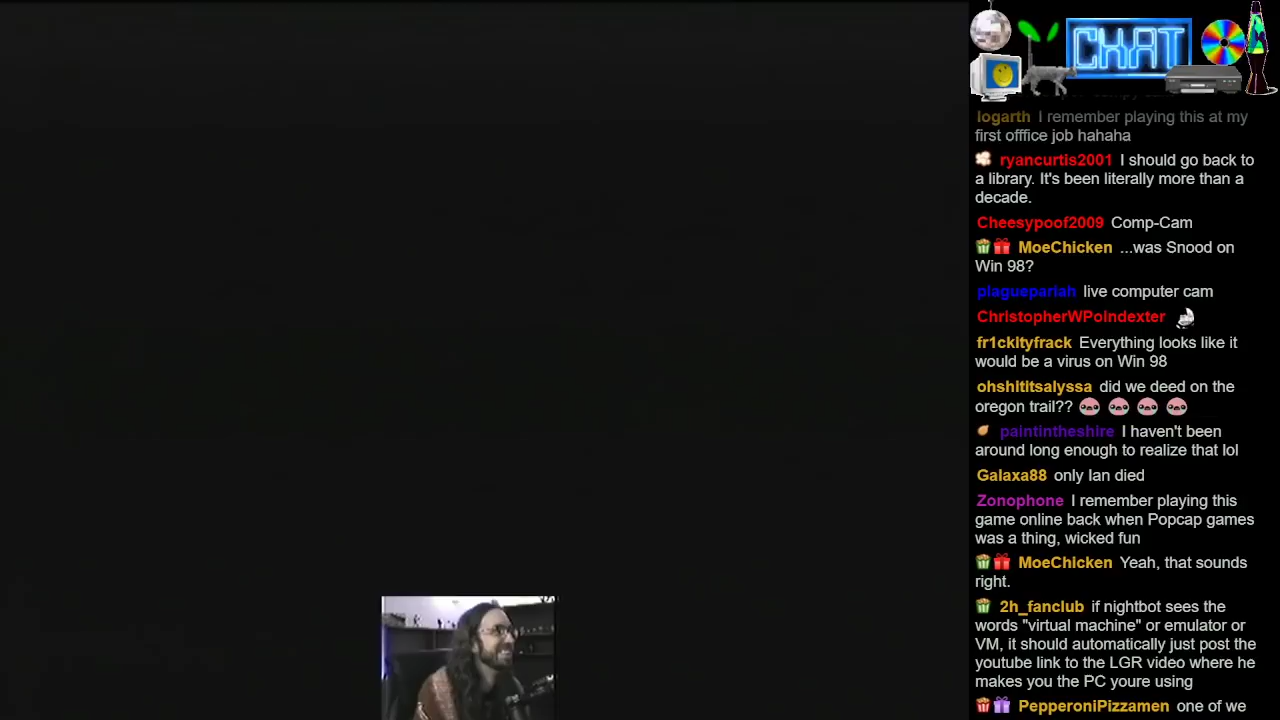 CHAT
logarth I remember playing this at my
first offfice job hahaha
ryancurtis2001 I should go back to
a library. It's been literally more than a
decade.
Cheesypoof2009 Comp-Cam
MoeChicken ...was Snood on
Win 98?
plaguepariah live computer cam
ChristopherWPoIndexter
fr1ckityfrack Everything looks like it
would be a virus on Win 98
ohshititsalyssa did we deed on the
oregon trail??
paintintheshire I haven't been
around long enough to realize that lol
Galaxa88 only Ian died
Zonophone I remember playing this
game online back when Popcap games
was a thing, wicked fun
MoeChicken Yeah, that sounds
right.
2h_fanclub if nightbot sees the
words "virtual machine" or emulator or
VM, it should automatically just post the
youtube link to the LGR video where he
makes you the PC youre using
PepperoniPizzamen one of we